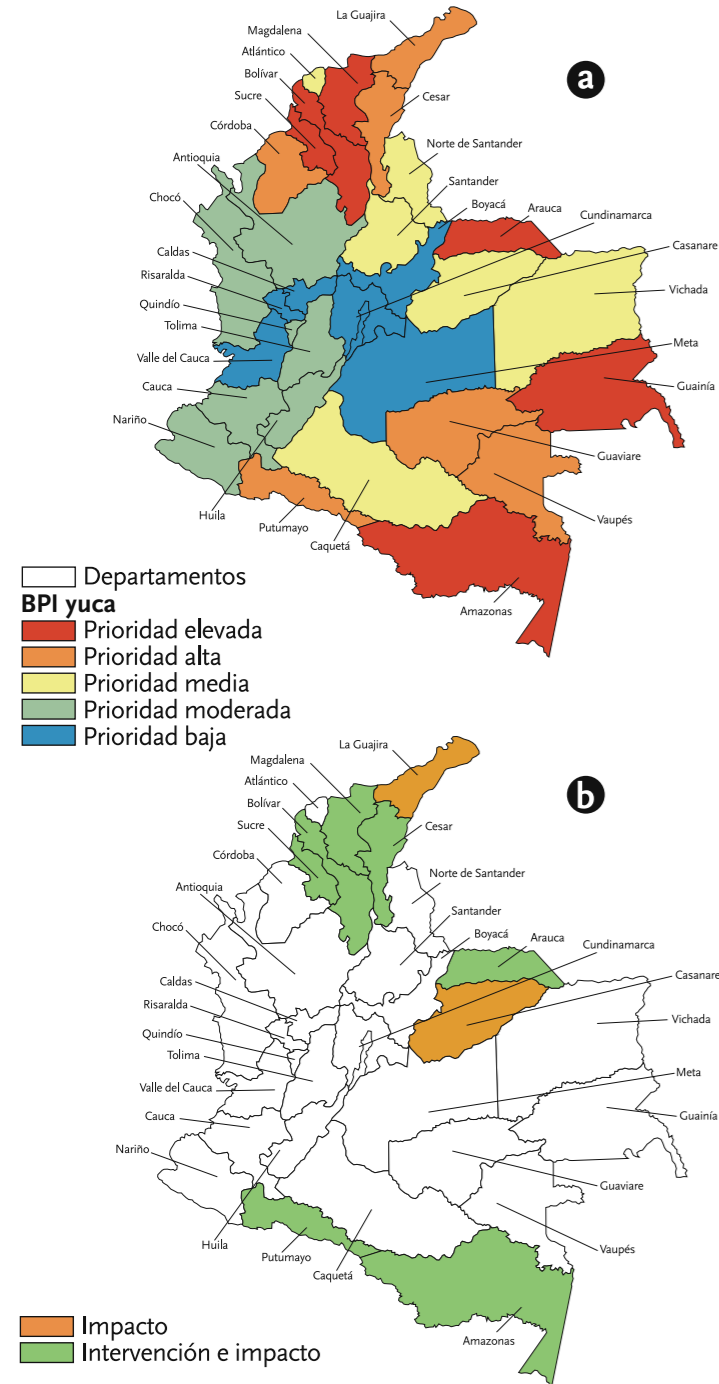 La Guajira
Magdalena
Atlántico
Bolívar
a
Sucre
Cesar
Córdoba
Norte de Santander
Antioquia
Santander
Boyacá
Arauca
Chocó
Cundinamarca
Casanare
Caldas
Risaralda
Vichada
Quindío
Tolima
Meta
Valle del Cauca
Guainía
Cauca
Nariño
Guaviare
Huila
Vaupés
Putumayo
Caquetá
Amazonas
Departamentos
BPI yuca
Prioridad elevada
Prioridad alta
Prioridad media
Prioridad moderada
Prioridad baja
La Guajira
Magdalena
Atlántico
b
Bolívar
Sucre
Cesar
Córdoba
Norte de Santander
Antioquia
Santander
Chocó
Boyacá
Arauca
Cundinamarca
Casanare
Caldas
Risaralda
Vichada
Quindío
Tolima
Meta
Valle del Cauca
Cauca
Guainía
Nariño
Guaviare
Huila
Putumayo
Vaupés
Caquetá
Amazonas
Impacto
Intervención e impacto